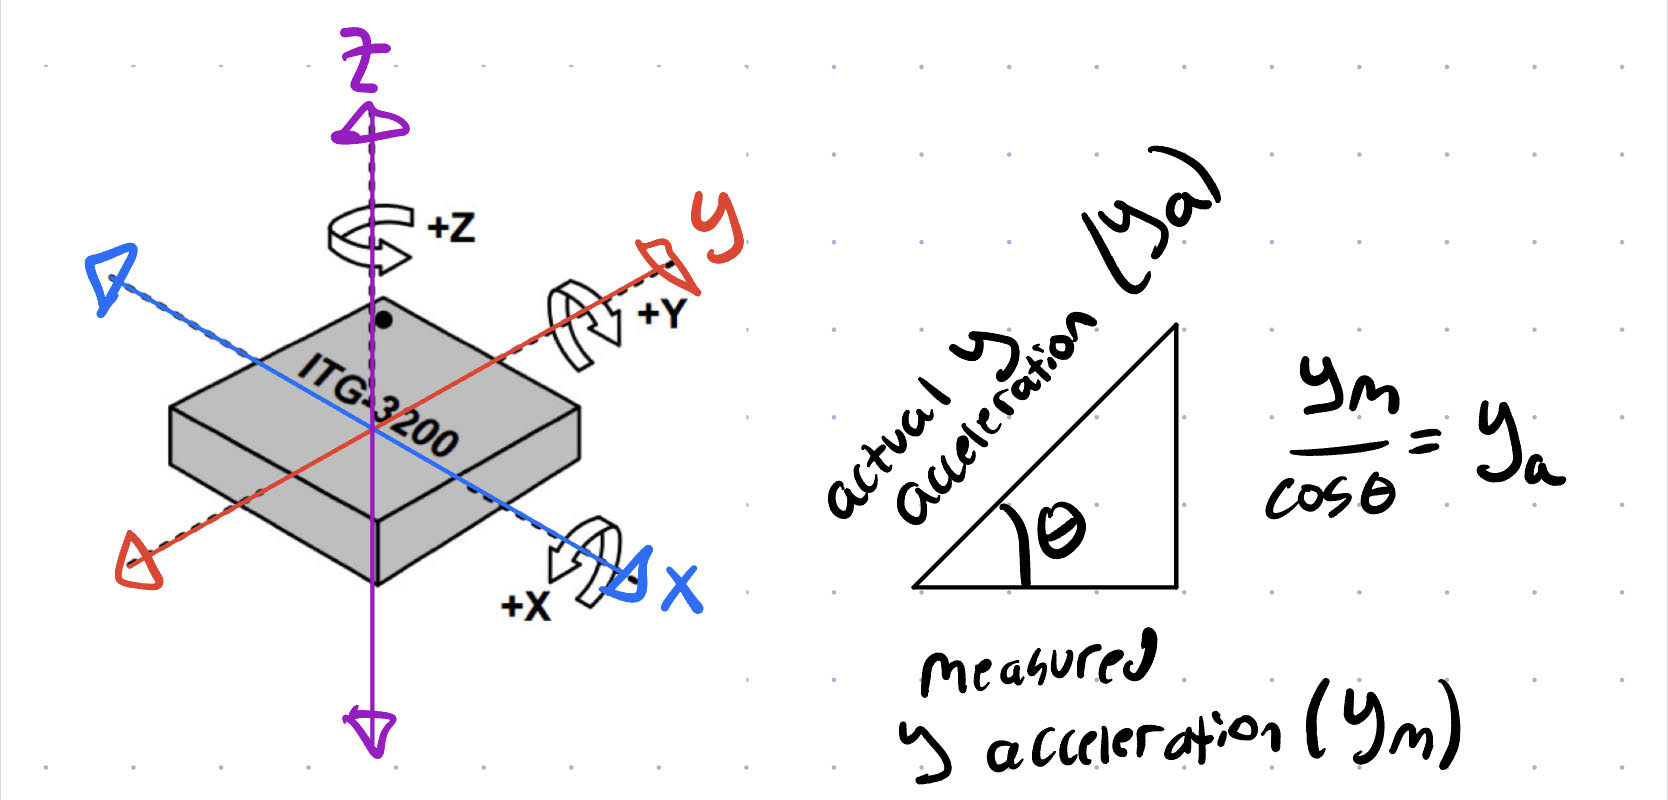 Z
+Z
y
+Y
ITG-3200
+X
X
actual y
acceleration
(ya)
θ
measured
y acceleration (ym)
ym
cosθ
= ya